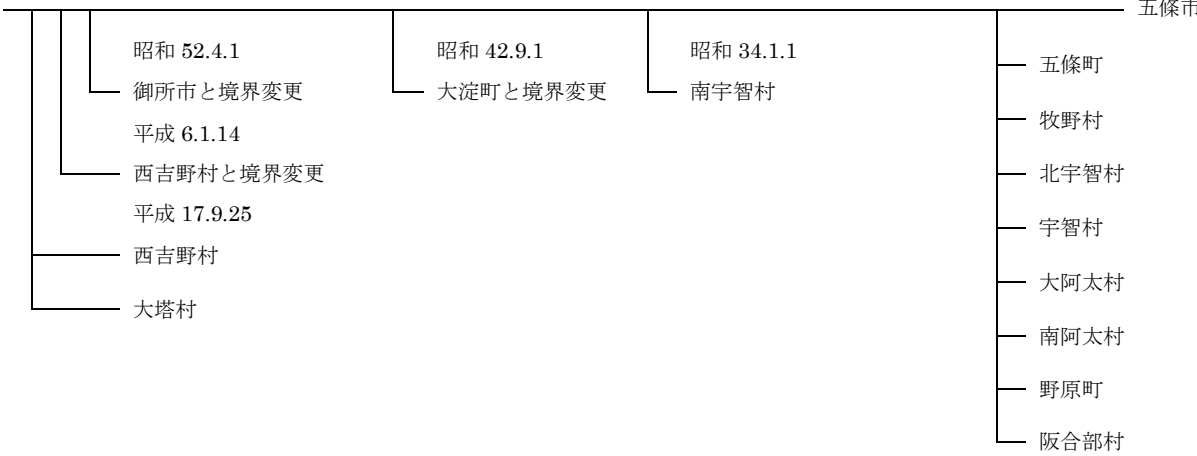 五條市
昭和 52.4.1
御所市と境界変更
平成 6.1.14
西吉野村と境界変更
平成 17.9.25
西吉野村
大塔村
昭和 42.9.1
大淀町と境界変更
昭和 34.1.1
南宇智村
五條町
牧野村
北宇智村
宇智村
大阿太村
南阿太村
野原町
阪合部村